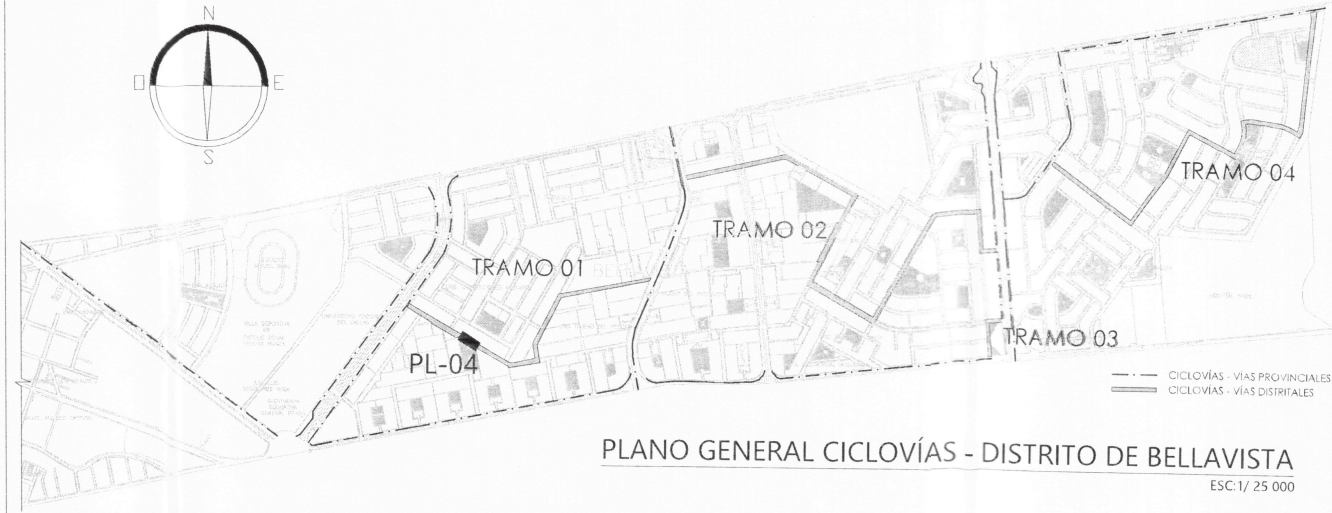 N
O
E
S
TRAMO 04
TRAMO 02
TRAMO 01
BELLAVISTA
PL-04
TRAMO 03
CICLOVÍAS - VÍAS PROVINCIALES
CICLOVÍAS - VÍAS DISTRITALES
PLANO GENERAL CICLOVÍAS - DISTRITO DE BELLAVISTA
ESC:1/ 25 000